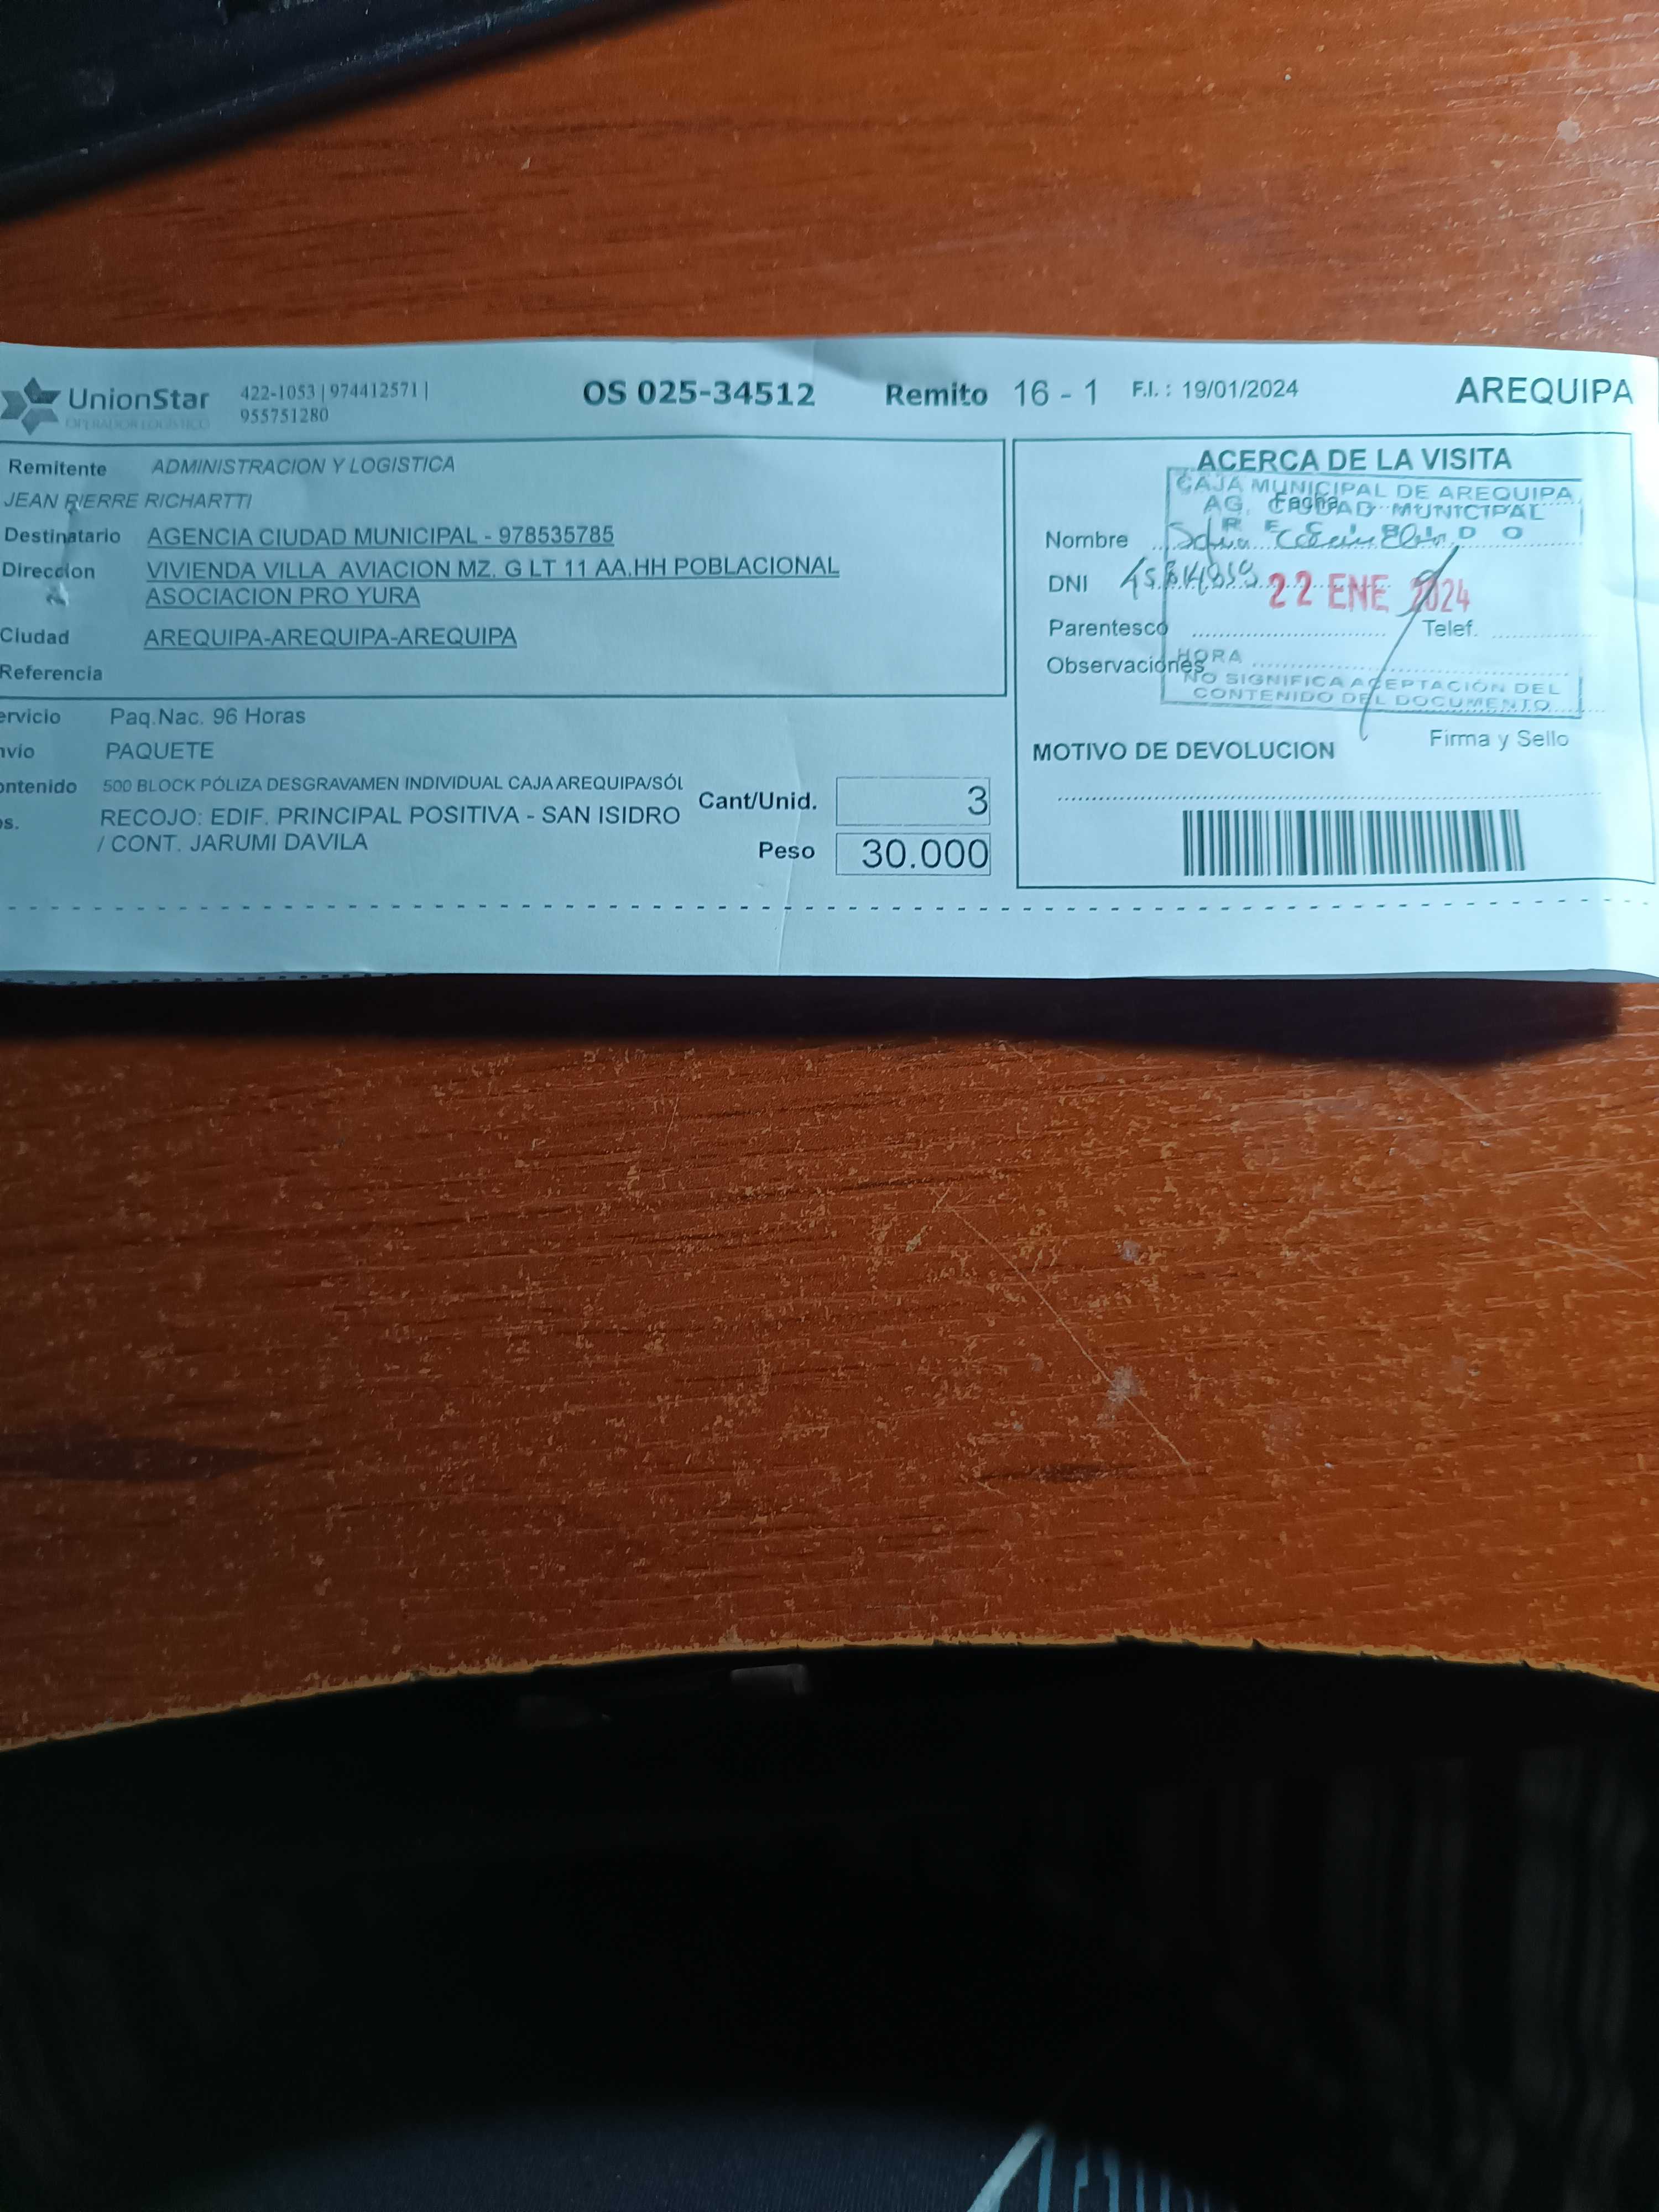 UnionStar
OPERADOR LOGÍSTICO
422-1053 | 974412571 |
955751280
OS 025-34512
Remito 16 - 1
F.I. : 19/01/2024
AREQUIPA
Remitente ADMINISTRACION Y LOGISTICA
JEAN PIERRE RICHARTTI
Destinatario AGENCIA CIUDAD MUNICIPAL - 978535785
Direccion VIVIENDA VILLA AVIACION MZ. G LT 11 AA.HH POBLACIONAL
ASOCIACION PRO YURA
Ciudad AREQUIPA-AREQUIPA-AREQUIPA
Referencia
ervicio Paq.Nac. 96 Horas
nvio PAQUETE
ontenido 500 BLOCK PÓLIZA DESGRAVAMEN INDIVIDUAL CAJA AREQUIPA/SÓL
os. RECOJO: EDIF. PRINCIPAL POSITIVA - SAN ISIDRO
/ CONT. JARUMI DAVILA
Cant/Unid. 3
Peso 30.000
ACERCA DE LA VISITA
CAJA MUNICIPAL DE AREQUIPA
Fecha
AG. CIUDAD MUNICIPAL
RECIBIDO
Nombre
DNI
22 ENE 2024
Parentesco
Telef.
HORA
Observaciones
NO SIGNIFICA ACEPTACIÓN DEL
CONTENIDO DEL DOCUMENTO
Firma y Sello
MOTIVO DE DEVOLUCION